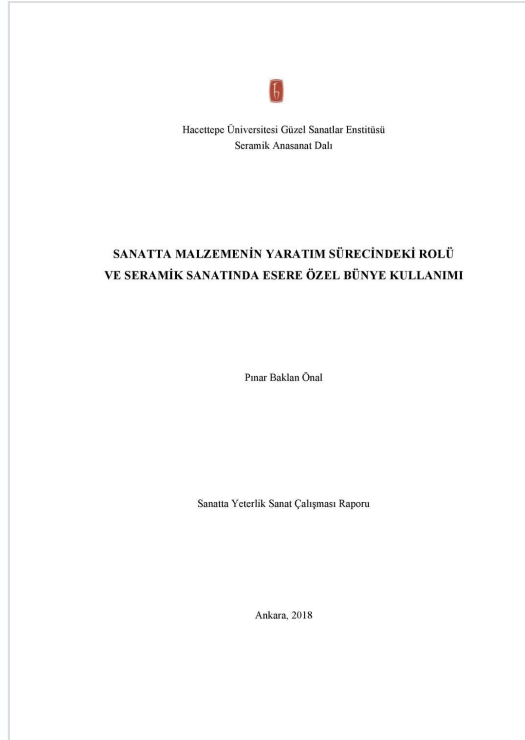 Hacettepe Üniversitesi Güzel Sanatlar Enstitüsü
Seramik Anasanat Dalı
SANATTA MALZEMENİN YARATIM SÜRECİNDEKİ ROLÜ
VE SERAMİK SANATINDA ESERE ÖZEL BÜNYE KULLANIMI
Pınar Baklan Önal
Sanatta Yeterlik Sanat Çalışması Raporu
Ankara, 2018